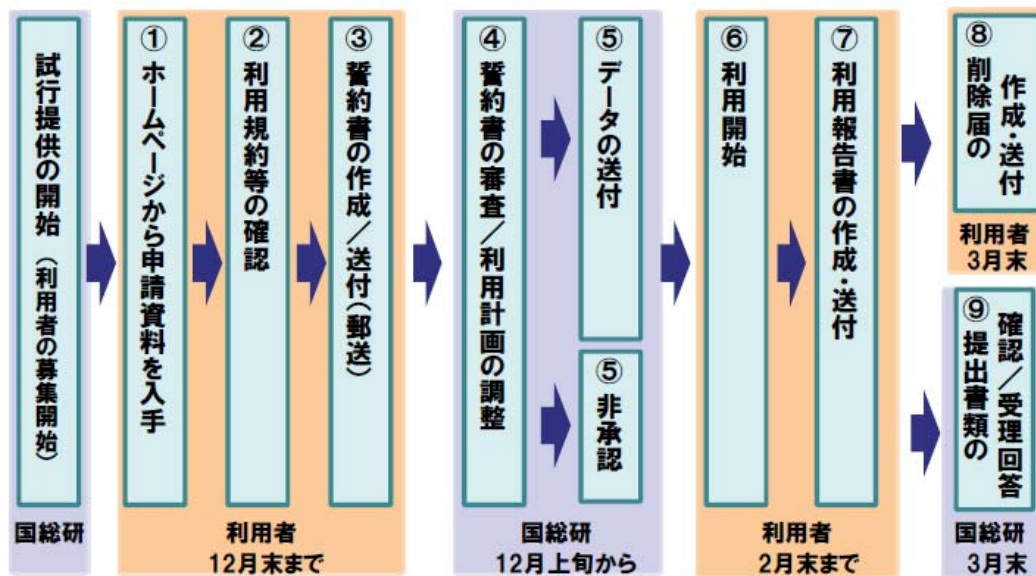 試行提供の開始（利用者の募集開始）
国総研
①ホームページから申請資料を入手
②利用規約等の確認
③誓約書の作成／送付（郵送）
利用者
12月末まで
④誓約書の審査／利用計画の調整
⑤データの送付
⑤非承認
国総研
12月上旬から
⑥利用開始
⑦利用報告書の作成・送付
利用者
2月末まで
⑧削除届の
作成・送付
利用者
3月末
⑨提出書類の
確認／受理回答
国総研
3月末